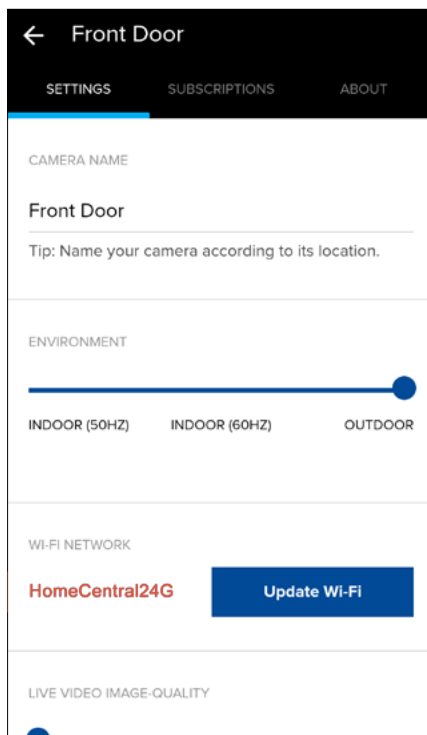 Front Door
SETTINGS SUBSCRIPTIONS ABOUT
CAMERA NAME
Front Door
Tip: Name your camera according to its location.
ENVIRONMENT
INDOOR (50HZ) INDOOR (60HZ) OUTDOOR
WI-FI NETWORK
HomeCentral24G Update Wi-Fi
LIVE VIDEO IMAGE-QUALITY